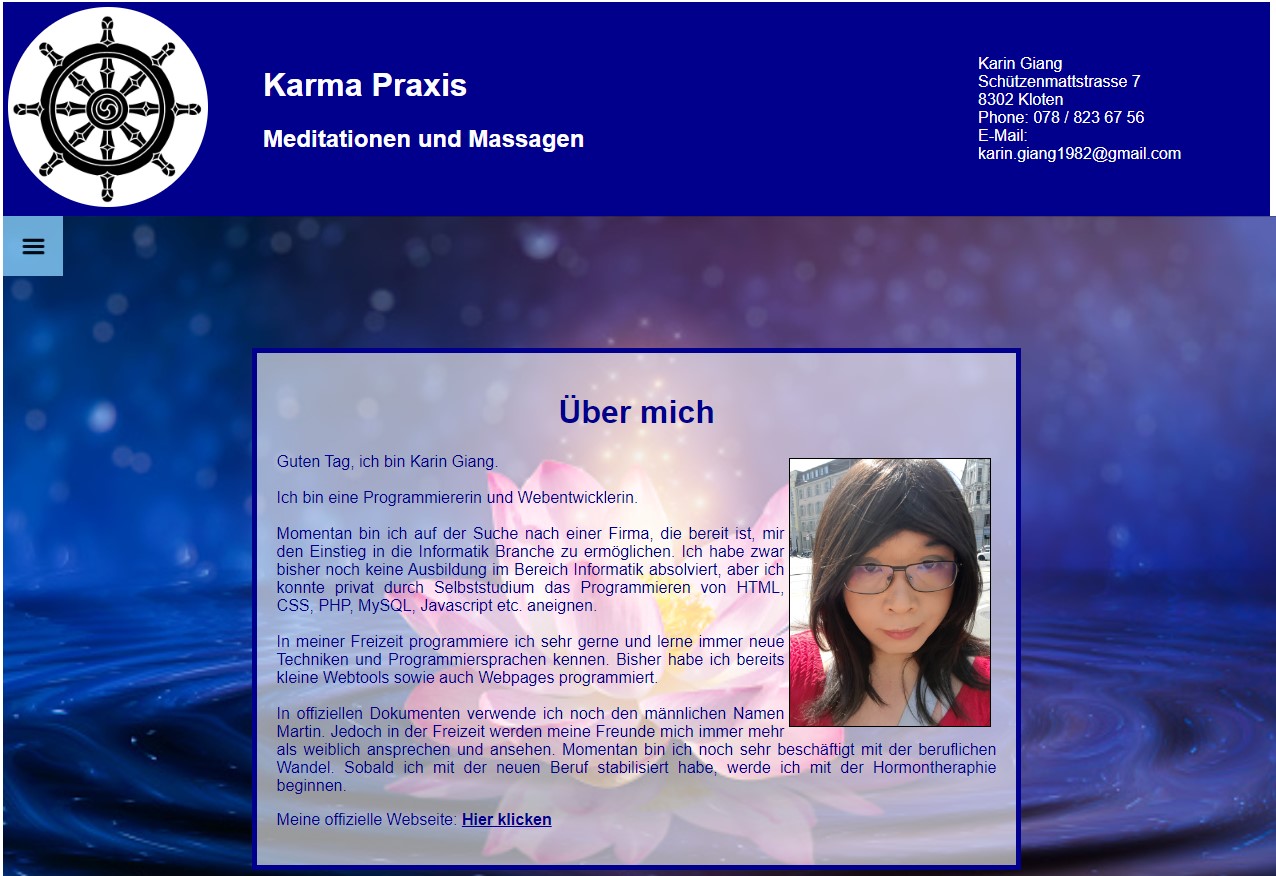 Karma Praxis
Meditationen und Massagen
Karin Giang
Schützenmattstrasse 7
8302 Kloten
Phone: 078 / 823 67 56
E-Mail:
karin.giang1982@gmail.com
Über mich
Guten Tag, ich bin Karin Giang.
Ich bin eine Programmiererin und Webentwicklerin.
Momentan bin ich auf der Suche nach einer Firma, die bereit ist, mir
den Einstieg in die Informatik Branche zu ermöglichen. Ich habe zwar
bisher noch keine Ausbildung im Bereich Informatik absolviert, aber ich
konnte privat durch Selbststudium das Programmieren von HTML,
CSS, PHP, MySQL, Javascript etc. aneignen.
In meiner Freizeit programmiere ich sehr gerne und lerne immer neue
Techniken und Programmiersprachen kennen. Bisher habe ich bereits
kleine Webtools sowie auch Webpages programmiert.
In offiziellen Dokumenten verwende ich noch den männlichen Namen
Martin. Jedoch in der Freizeit werden meine Freunde mich immer mehr
als weiblich ansprechen und ansehen. Momentan bin ich noch sehr beschäftigt mit der beruflichen
Wandel. Sobald ich mit der neuen Beruf stabilisiert habe, werde ich mit der Hormontheraphie
beginnen.
Meine offizielle Webseite: Hier klicken